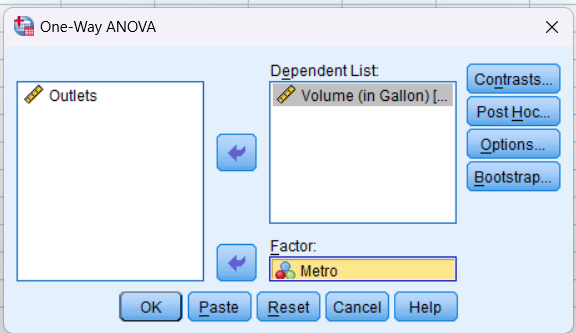 One-Way ANOVA
Dependent List:
Outlets
Volume (in Gallon) [...
Contrasts...
Post Hoc...
Options...
Bootstrap...
Factor:
Metro
OK Paste Reset Cancel Help